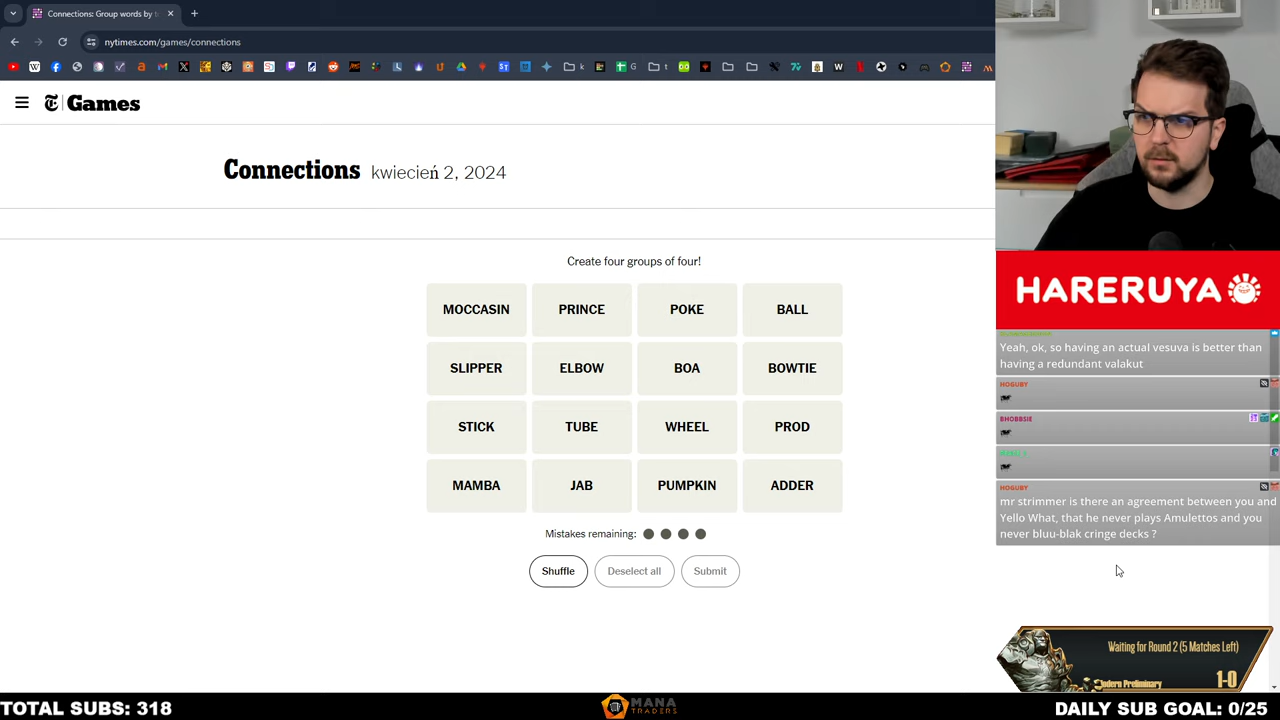 Connections: Group words by t
nytimes.com/games/connections
Games
Connections kwiecień 2, 2024
Create four groups of four!
MOCCASIN PRINCE POKE BALL
SLIPPER ELBOW BOA BOWTIE
STICK TUBE WHEEL PROD
MAMBA JAB PUMPKIN ADDER
Mistakes remaining:
Shuffle Deselect all Submit
HARERUYA
Yeah, ok, so having an actual vesuva is better than
having a redundant valakut
HOGUBY
BHOBBSIE
HOGUBY
mr strimmer is there an agreement between you and
Yello What, that he never plays Amulettos and you
never bluu-blak cringe decks ?
Waiting for Round 2 (5 Matches Left)
Modern Preliminary 1-0
TOTAL SUBS: 318
MANA
TRADERS
DAILY SUB GOAL: 0/25